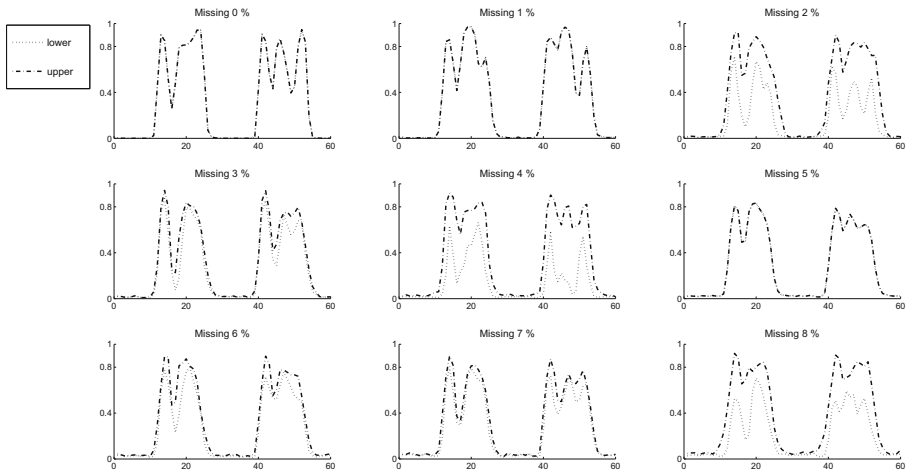 lower
upper
Missing 0 %
1
0.8
0.4
0
0 20 40 60
Missing 1 %
1
0.8
0.4
0
0 20 40 60
Missing 2 %
1
0.8
0.4
0
0 20 40 60
Missing 3 %
1
0.8
0.4
0
0 20 40 60
Missing 4 %
1
0.8
0.4
0
0 20 40 60
Missing 5 %
1
0.8
0.4
0
0 20 40 60
Missing 6 %
1
0.8
0.4
0
0 20 40 60
Missing 7 %
1
0.8
0.4
0
0 20 40 60
Missing 8 %
1
0.8
0.4
0
0 20 40 60